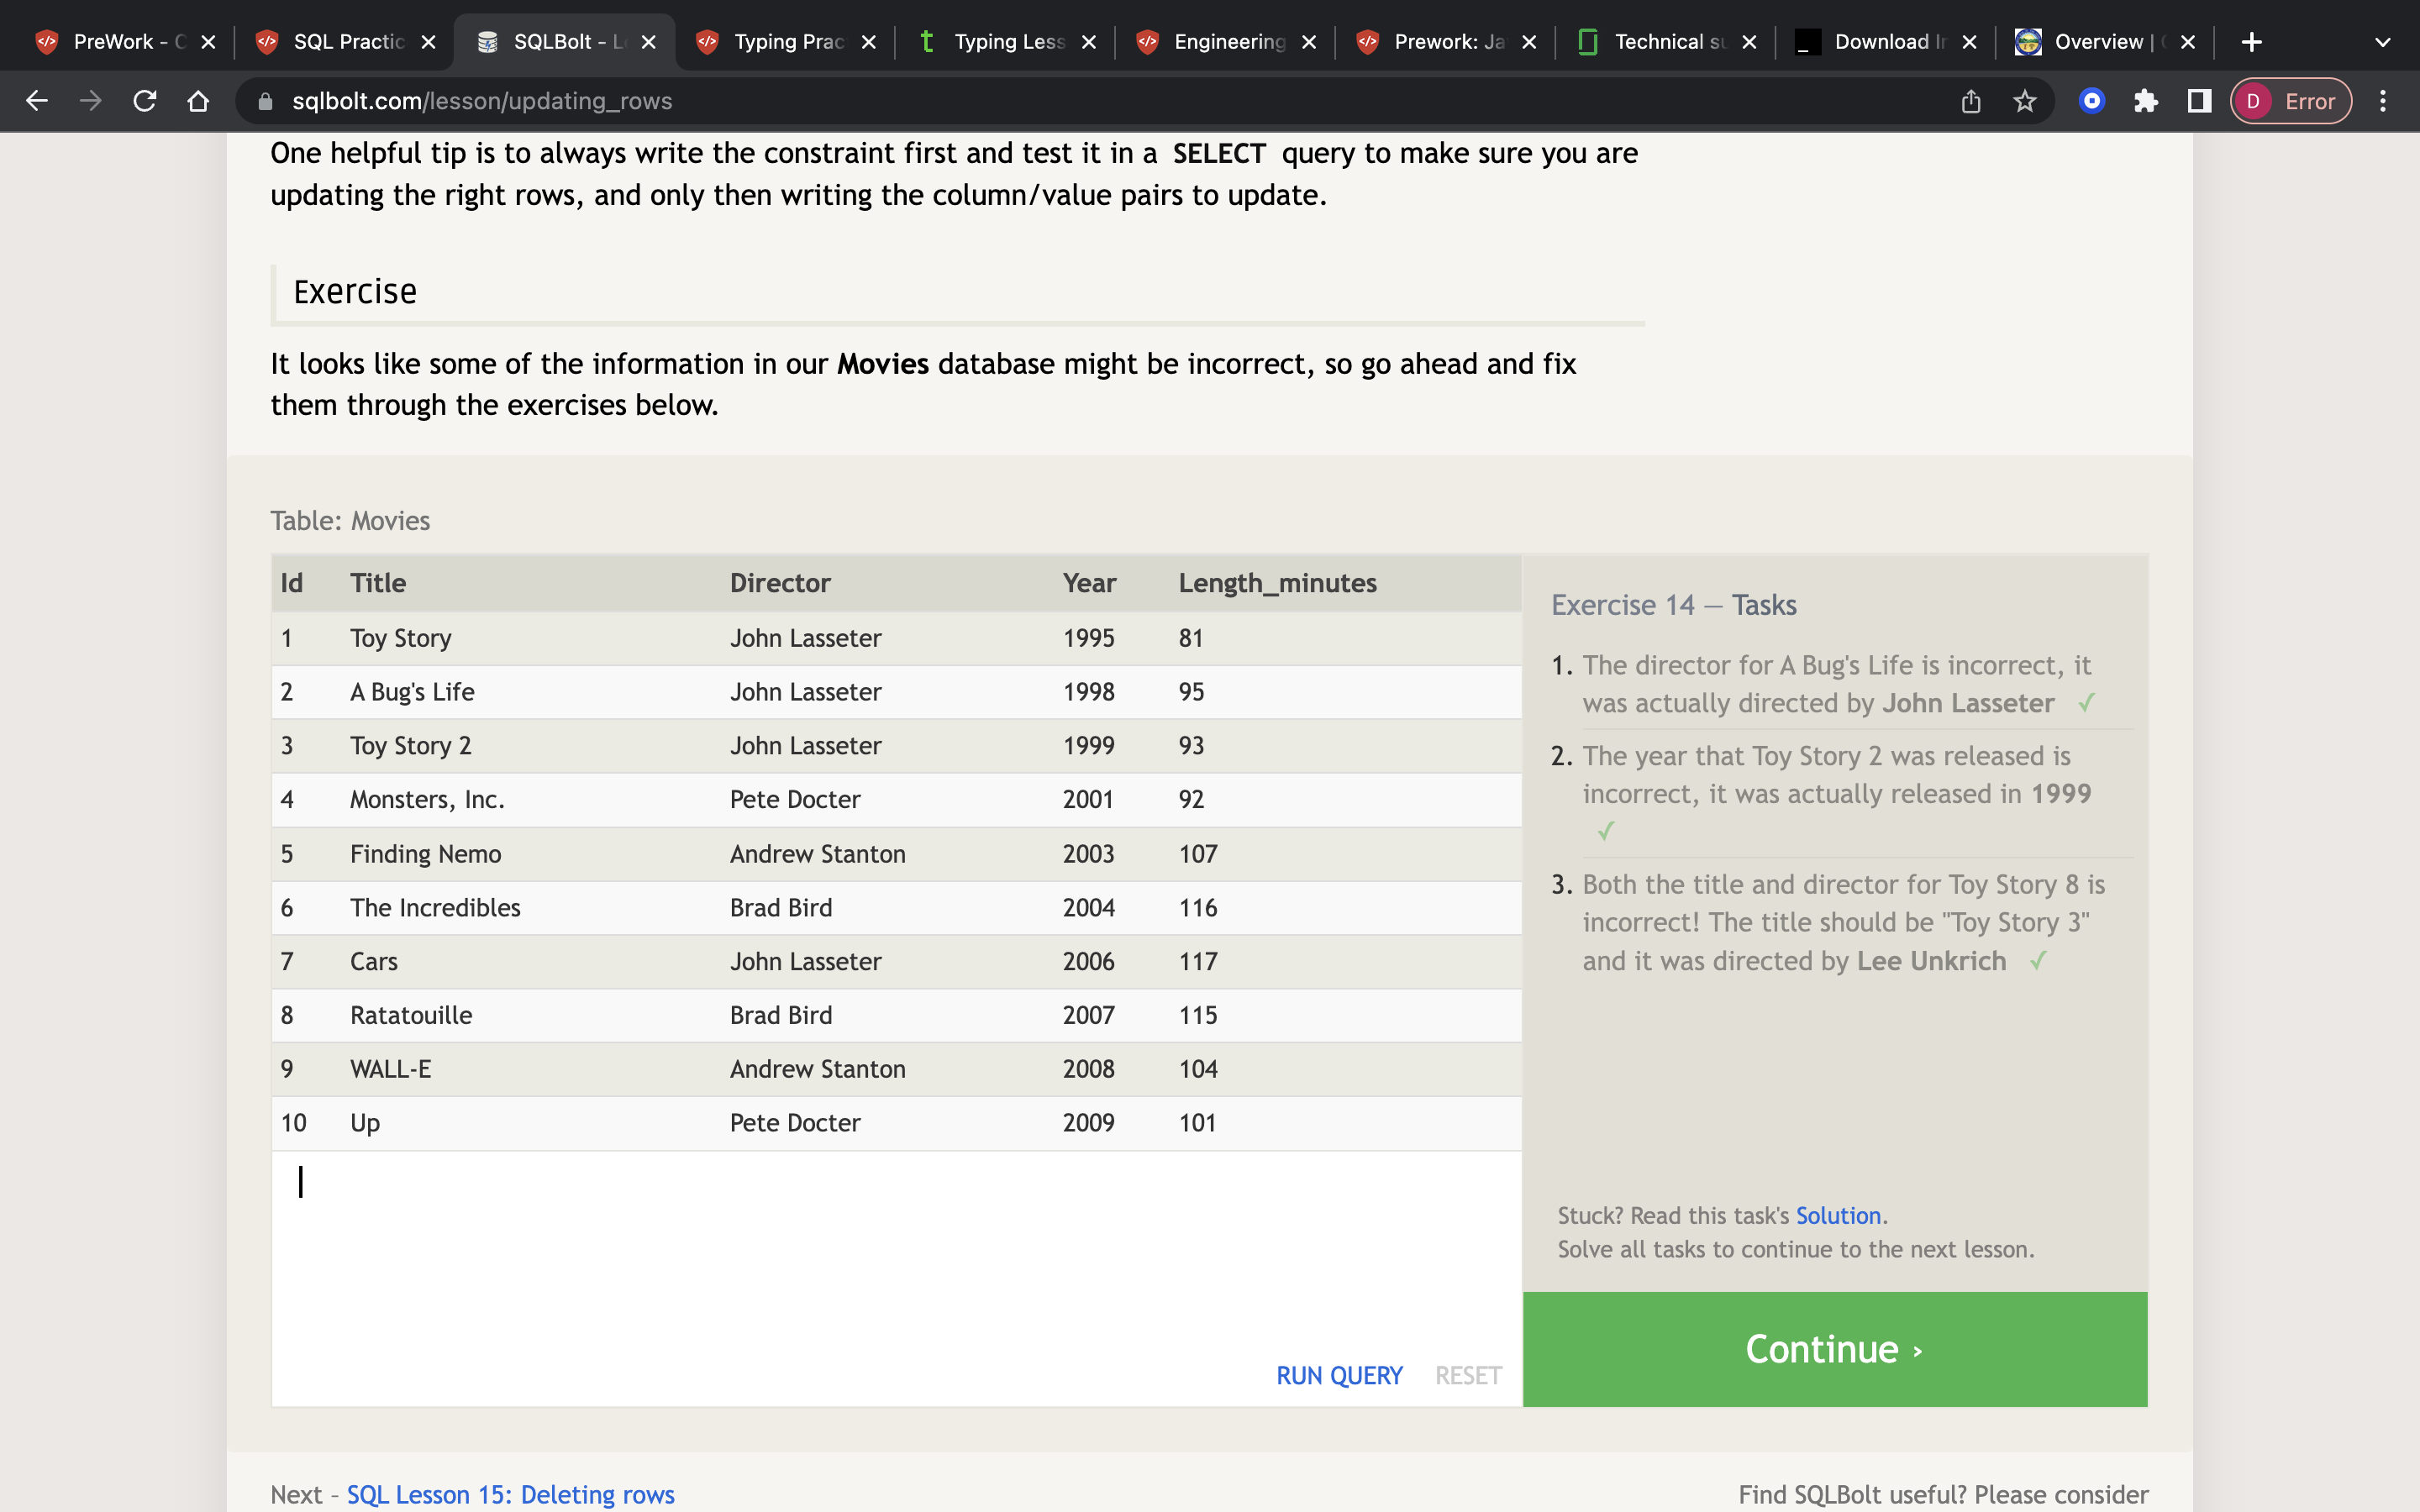 PreWork - C
SQL Practic
SQLBolt - L
Typing Prac
Typing Less
Engineering
Prework: Ja
Technical su
Download Ir
Overview |
sqlbolt.com/lesson/updating_rows
D Error
One helpful tip is to always write the constraint first and test it in a SELECT query to make sure you are
updating the right rows, and only then writing the column/value pairs to update.
Exercise
It looks like some of the information in our Movies database might be incorrect, so go ahead and fix
them through the exercises below.
Table: Movies
Id Title Director Year Length_minutes
1 Toy Story John Lasseter 1995 81
2 A Bug's Life John Lasseter 1998 95
3 Toy Story 2 John Lasseter 1999 93
4 Monsters, Inc. Pete Docter 2001 92
5 Finding Nemo Andrew Stanton 2003 107
6 The Incredibles Brad Bird 2004 116
7 Cars John Lasseter 2006 117
8 Ratatouille Brad Bird 2007 115
9 WALL-E Andrew Stanton 2008 104
10 Up Pete Docter 2009 101
RUN QUERY RESET
Exercise 14 — Tasks
1. The director for A Bug's Life is incorrect, it
was actually directed by John Lasseter ✓
2. The year that Toy Story 2 was released is
incorrect, it was actually released in 1999
✓
3. Both the title and director for Toy Story 8 is
incorrect! The title should be "Toy Story 3"
and it was directed by Lee Unkrich ✓
Stuck? Read this task's Solution.
Solve all tasks to continue to the next lesson.
Continue ›
Next – SQL Lesson 15: Deleting rows
Find SQLBolt useful? Please consider